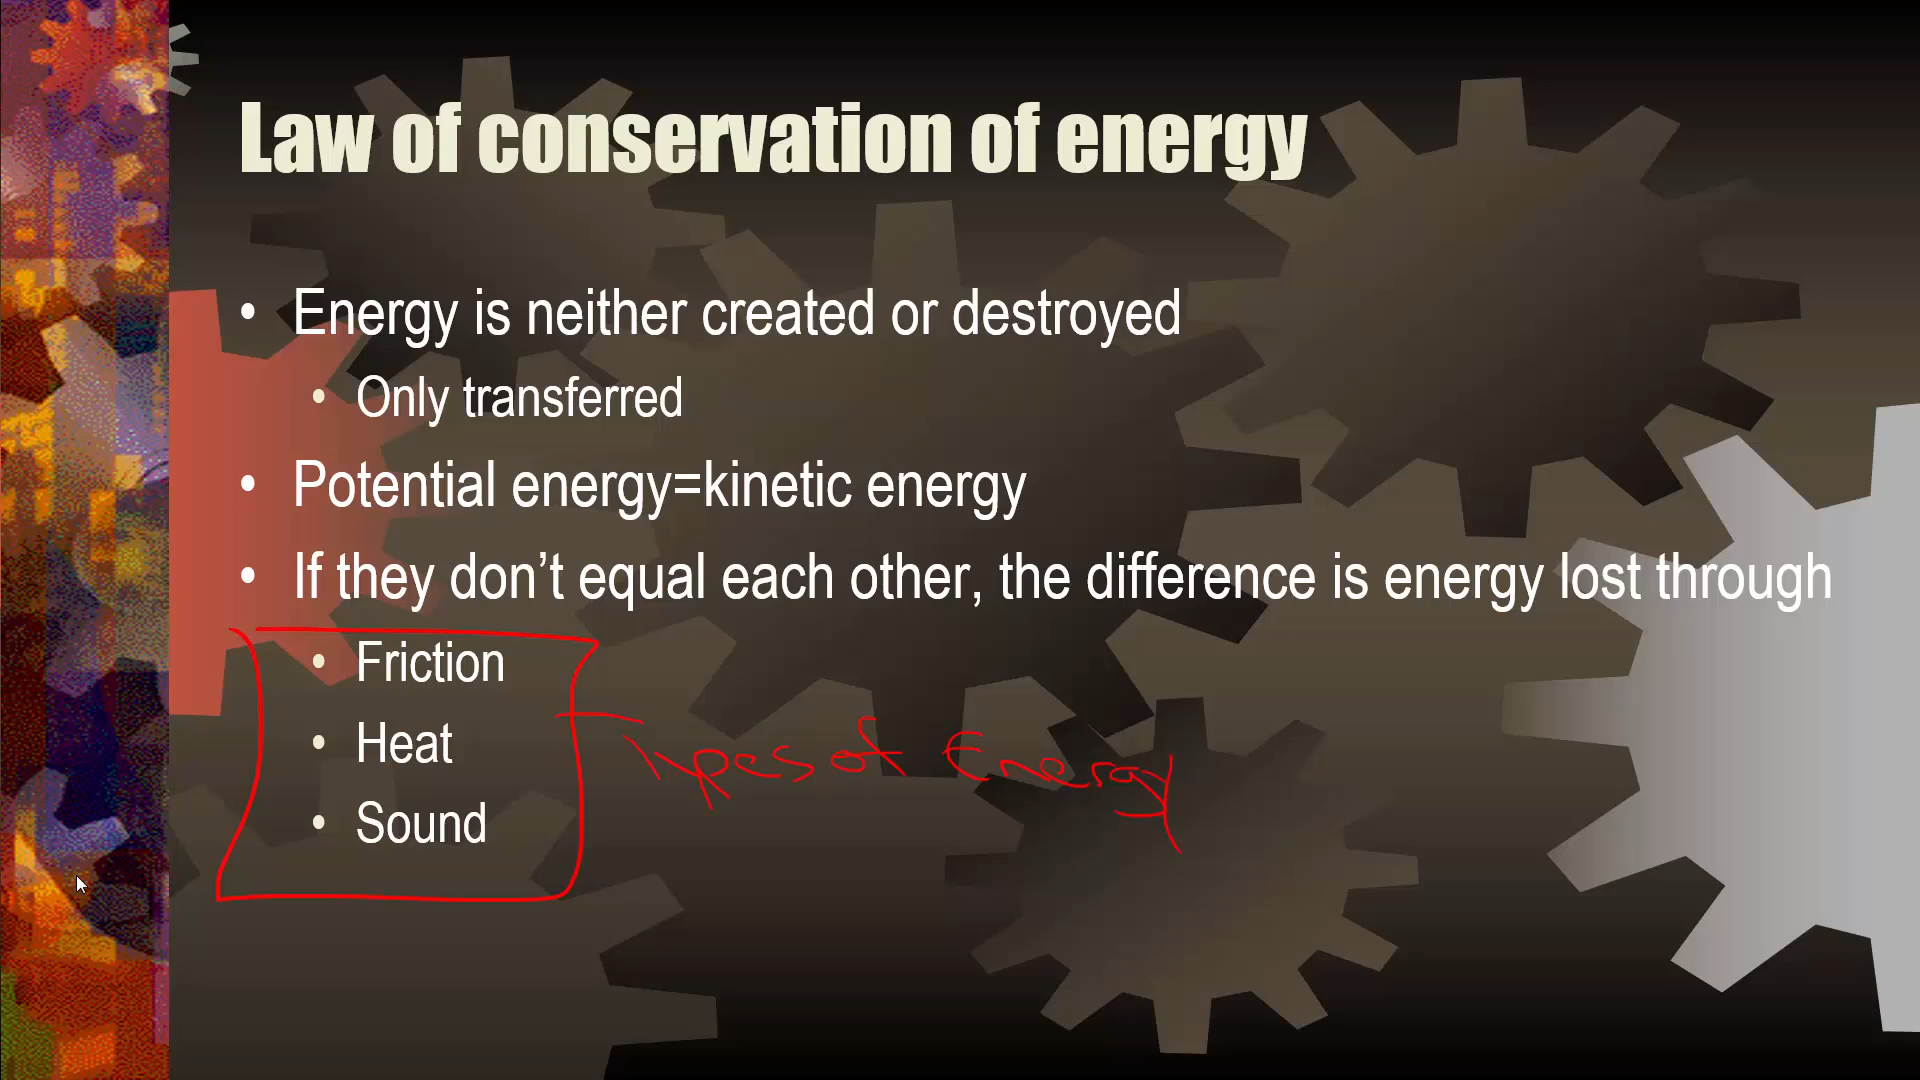 Law of conservation of energy
• Energy is neither created or destroyed
• Only transferred
• Potential energy=kinetic energy
• If they don’t equal each other, the difference is energy lost through
• Friction
• Heat
• Sound
Types of Energy